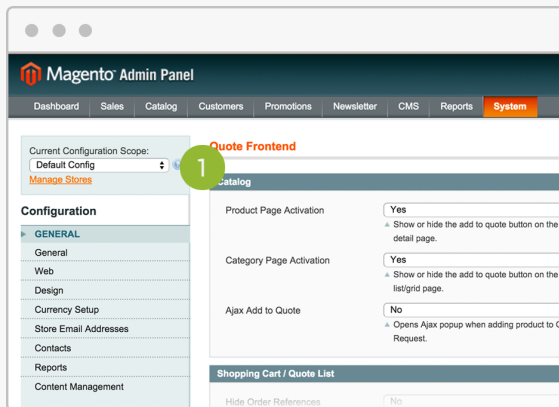 Magento® Admin Panel
Dashboard Sales Catalog Customers Promotions Newsletter CMS Reports System
Current Configuration Scope:
Default Config
Manage Stores
1
Configuration
GENERAL
General
Web
Design
Currency Setup
Store Email Addresses
Contacts
Reports
Content Management
Quote Frontend
Catalog
Product Page Activation
Yes
Show or hide the add to quote button on the
detail page.
Category Page Activation
Yes
Show or hide the add to quote button on the
list/grid page.
Ajax Add to Quote
No
Opens Ajax popup when adding product to
Request.
Shopping Cart / Quote List
Hide Order References
No